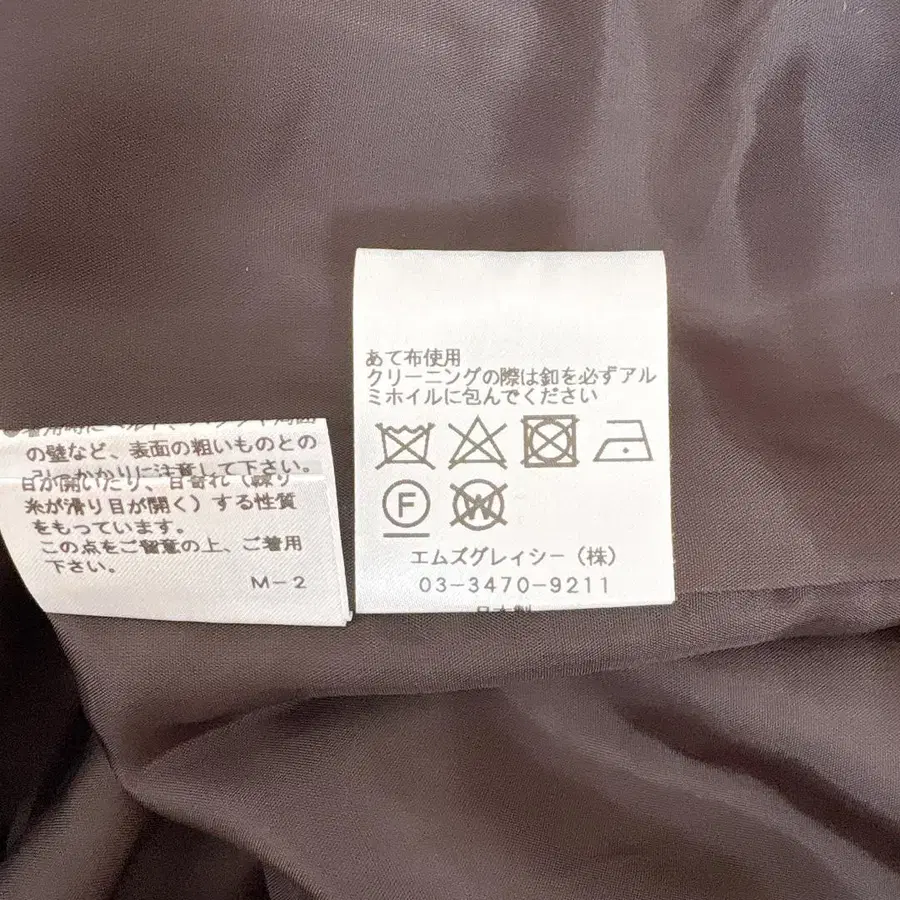 あて布使用
クリーニングの際は釦を必ずアル
ミホイルに包んでください
F
W
エムズグレイシー（株）
03-3470-9211
日本製
の壁など、表面の粗いものとの
引っかかりに注意して下さい。
目が開いたり、目寄れ（縫り
糸が滑り目が開く）する性質
をもっています。
この点をご留意の上、ご着用
下さい。
M-2